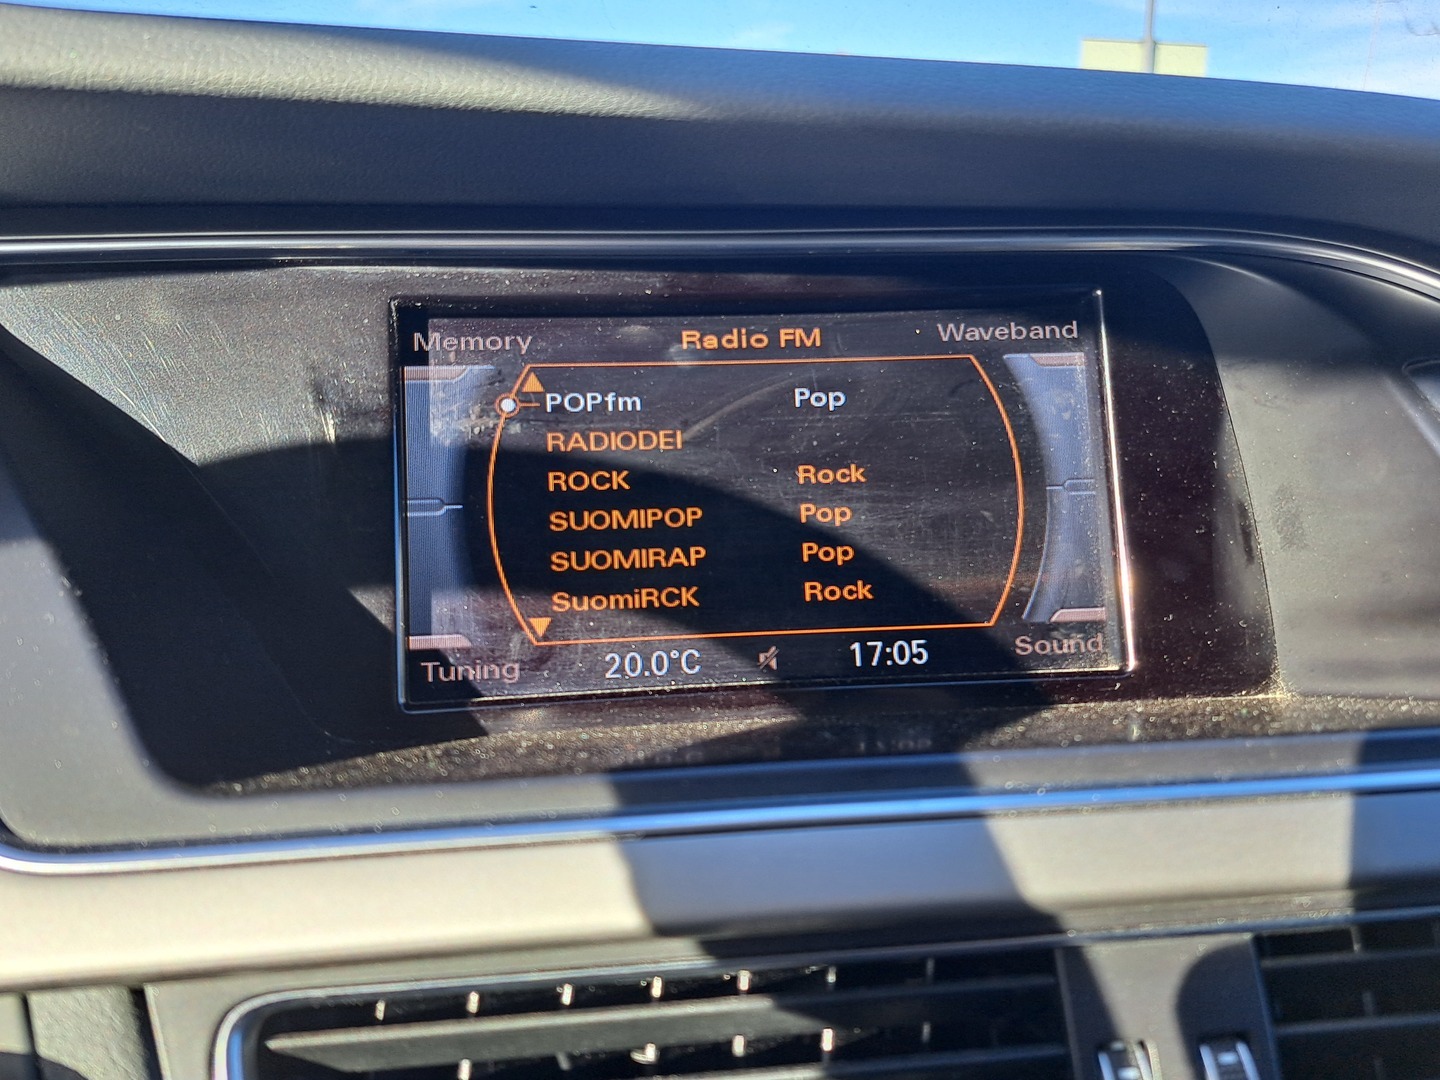 Memory Radio FM Waveband
POPfm Pop
RADIODEI
ROCK Rock
SUOMIPOP Pop
SUOMIRAP Pop
SuomiRCK Rock
Tuning 20.0°C 17:05 Sound